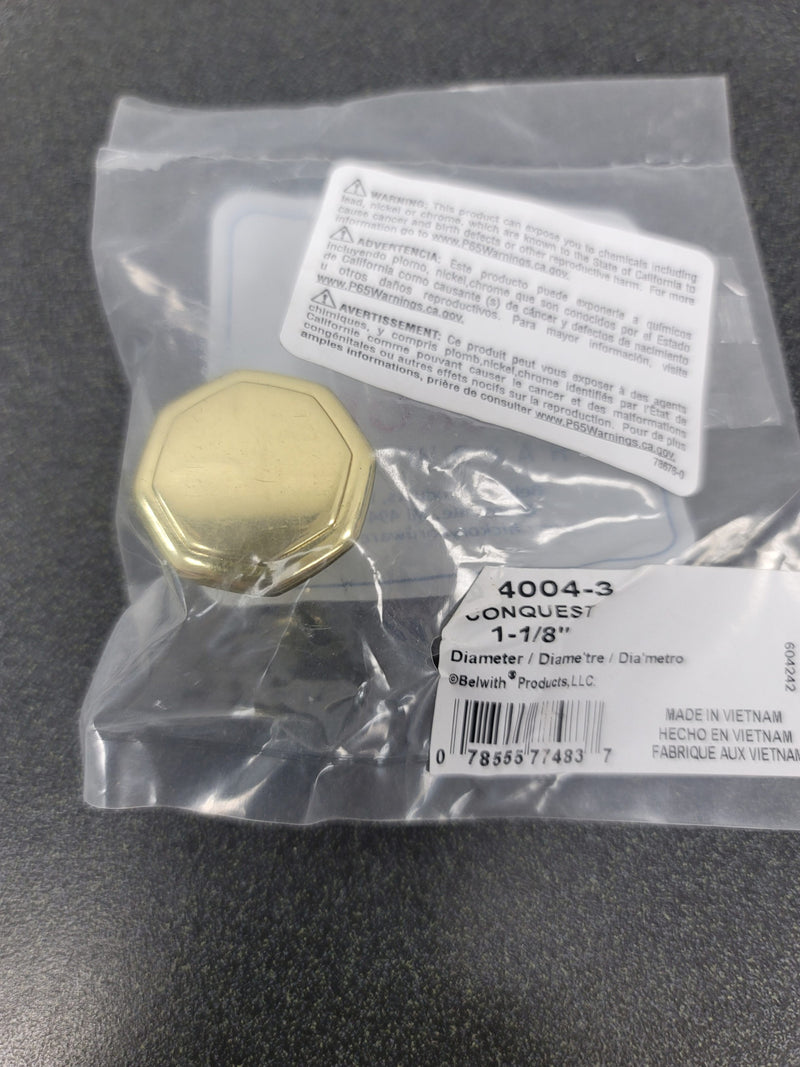 WARNING: This product can expose you to chemicals including
lead, nickel or chrome, which are known to the State of California to
cause cancer and birth defects or other reproductive harm. For more
information go to www.P65Warnings.ca.gov.
ADVERTENCIA: Este producto puede exponerle a químicos
incluyendo plomo, níckel,chrome que son conocidos por el Estado
de California como causante (s) de cáncer y defectos de nacimiento
u otros daños reproductivos. Para mayor información, visite
www.P65Warnings.ca.gov.
AVERTISSEMENT: Ce produit peut vous exposer à des agents
chimiques, y compris plomb,nickel,chrome identifiés par l'État de
Californie comme pouvant causer le cancer et des malformations
congénitales ou autres effets nocifs sur la reproduction. Pour de plus
amples informations, prière de consulter www.P65Warnings.ca.gov.
78678-0
4004-3
CONQUEST
1-1/8"
Diameter / Diame'tre / Dia'metro
©Belwith® Products,LLC.
604242
0 78555 77483 7
MADE IN VIETNAM
HECHO EN VIETNAM
FABRIQUE AUX VIETNAM